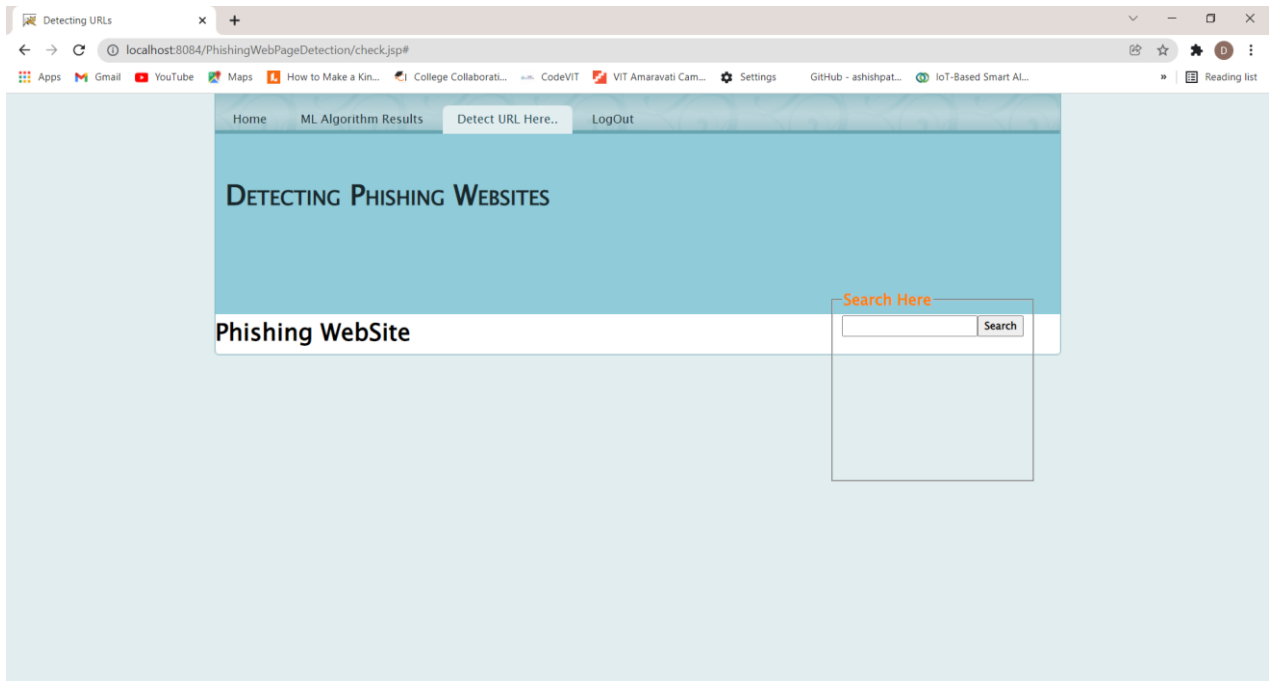 Detecting URLs
localhost:8084/PhishingWebPageDetection/check.jsp#
D
Apps Gmail YouTube Maps How to Make a Kin... College Collaborati... CodeVIT VIT Amaravati Cam... Settings GitHub - ashishpat... IoT-Based Smart Al... » Reading list
Home ML Algorithm Results Detect URL Here.. LogOut
Detecting Phishing Websites
Search Here
Phishing WebSite
Search